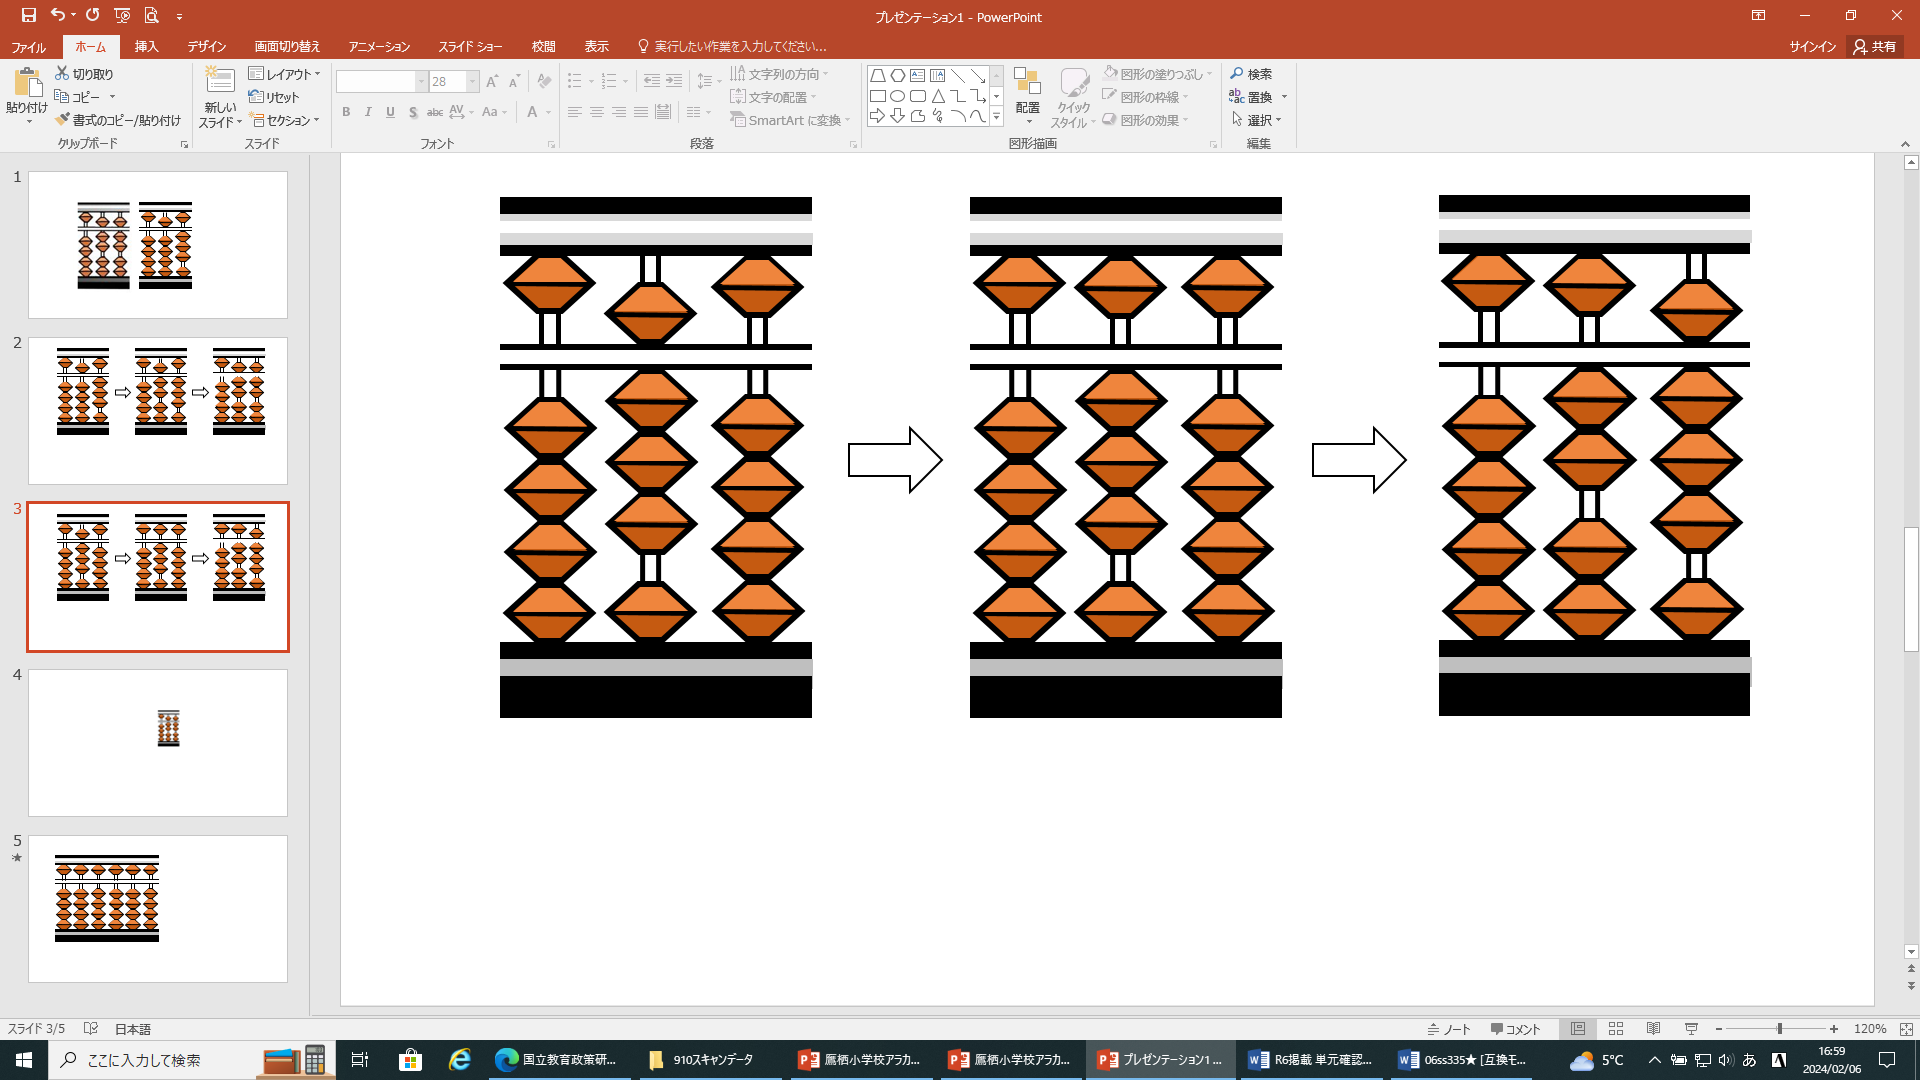 プレゼンテーション1 - PowerPoint
ファイル ホーム 挿入 デザイン 画面切り替え アニメーション スライド ショー 校閲 表示 実行したい作業を入力してください... サインイン 共有
貼り付け
切り取り
コピー
書式のコピー/貼り付け
クリップボード
新しい
スライド
レイアウト
リセット
セクション
スライド
28
B I U S abc AV Aa A
フォント
文字列の方向
文字の配置
SmartArt に変換
段落
配置
クイック
スタイル
図形の塗りつぶし
図形の枠線
図形の効果
図形描画
検索
置換
選択
編集
1
2
3
4
5
スライド 3/5 日本語 ノート コメント 120%
ここに入力して検索
国立教育政策研... 910スキャンデータ 鷹栖小学校アラカ... 鷹栖小学校アラカ... プレゼンテーション1 ... R6掲載 単元確認... 06ss335★ [互換モ... 5°C あ A
16:59
2024/02/06